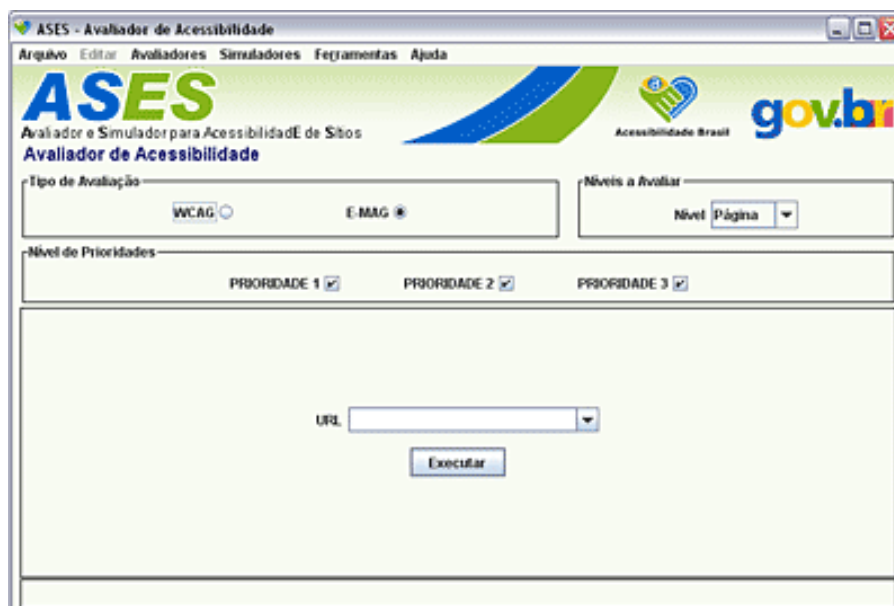 ASES - Avaliador de Acessibilidade
Arquivo Editar Avaliadores Simuladores Ferramentas Ajuda
ASES
Avaliador e Simulador para AcessibilidadE de Sítios
Acessibilidade Brasil
gov.br
Avaliador de Acessibilidade
Tipo de Avaliação
Níveis a Avaliar
WCAG E-MAG Nível Página
Nível de Prioridades
PRIORIDADE 1 PRIORIDADE 2 PRIORIDADE 3
URL
Executar